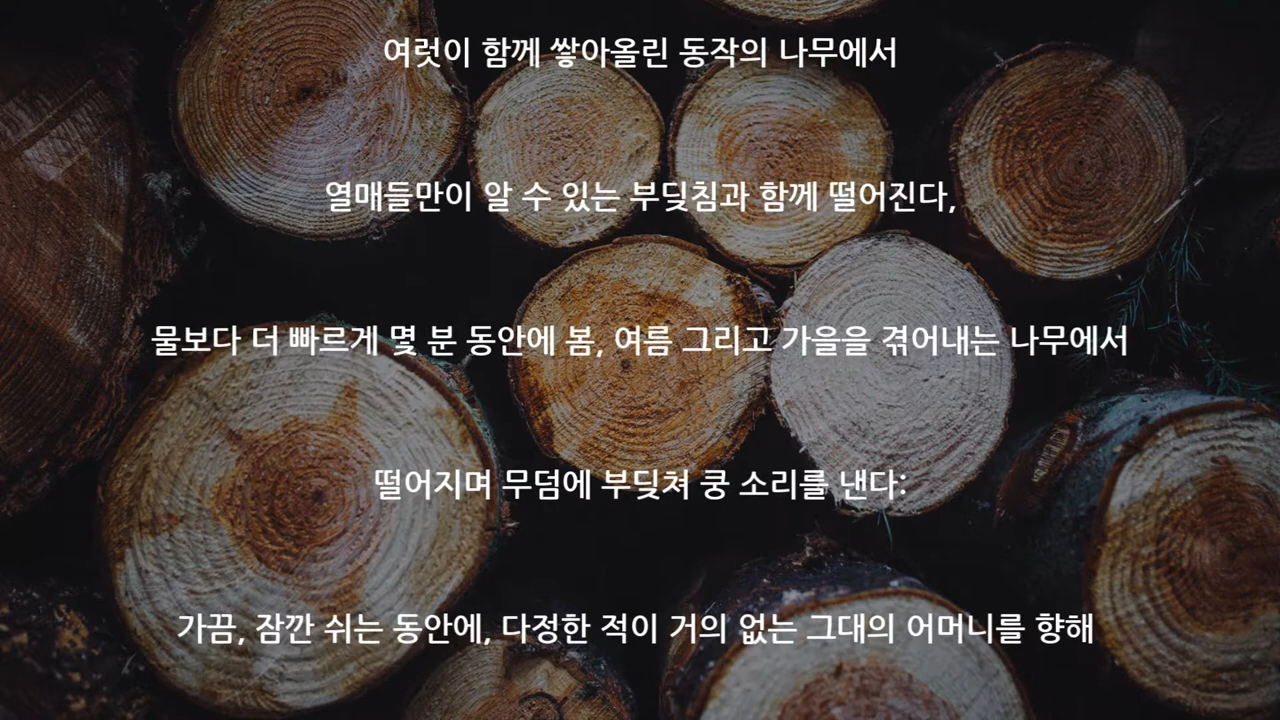 여럿이 함께 쌓아올린 동작의 나무에서
열매들만이 알 수 있는 부딪침과 함께 떨어진다,
물보다 더 빠르게 몇 분 동안에 봄, 여름 그리고 가을을 겪어내는 나무에서
떨어지며 무덤에 부딪쳐 쿵 소리를 낸다:
가끔, 잠깐 쉬는 동안에, 다정한 적이 거의 없는 그대의 어머니를 향해